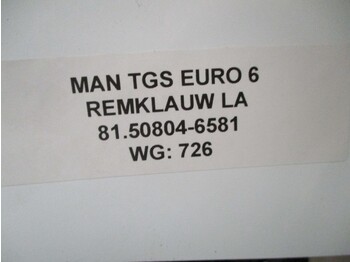 MAN TGS EURO 6
REMKLAUW LA
81.50804-6581
WG: 726